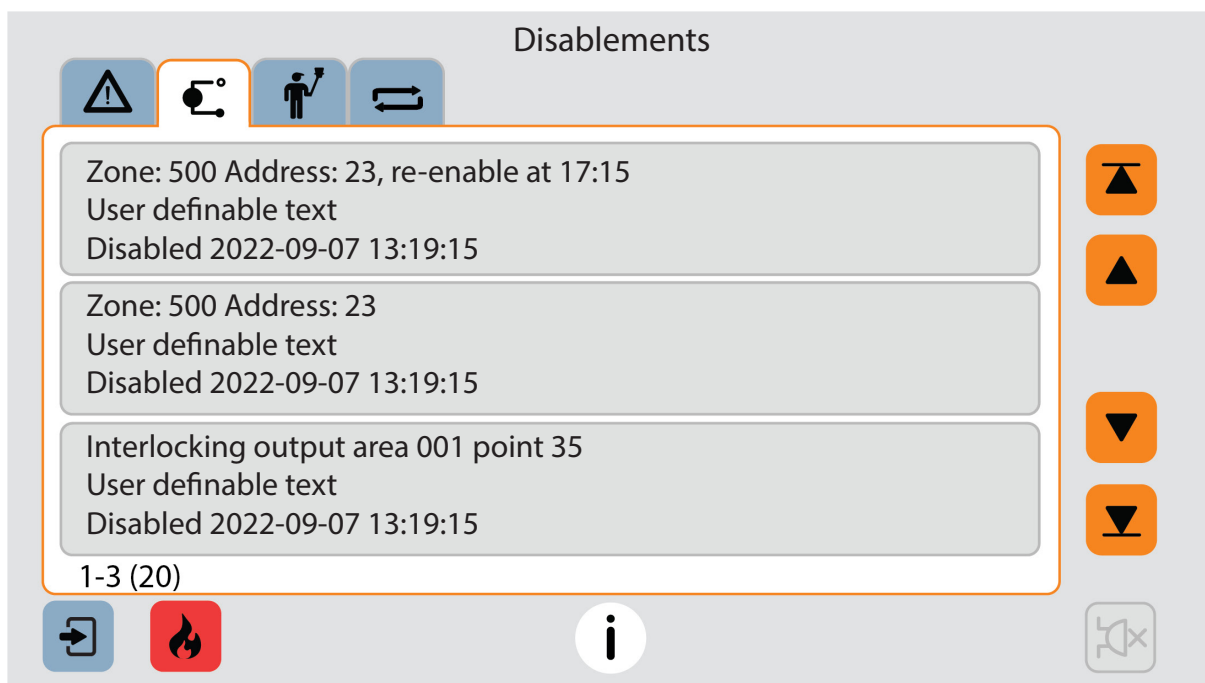 Disablements
Zone: 500 Address: 23, re-enable at 17:15
User definable text
Disabled 2022-09-07 13:19:15
Zone: 500 Address: 23
User definable text
Disabled 2022-09-07 13:19:15
Interlocking output area 001 point 35
User definable text
Disabled 2022-09-07 13:19:15
1-3 (20)